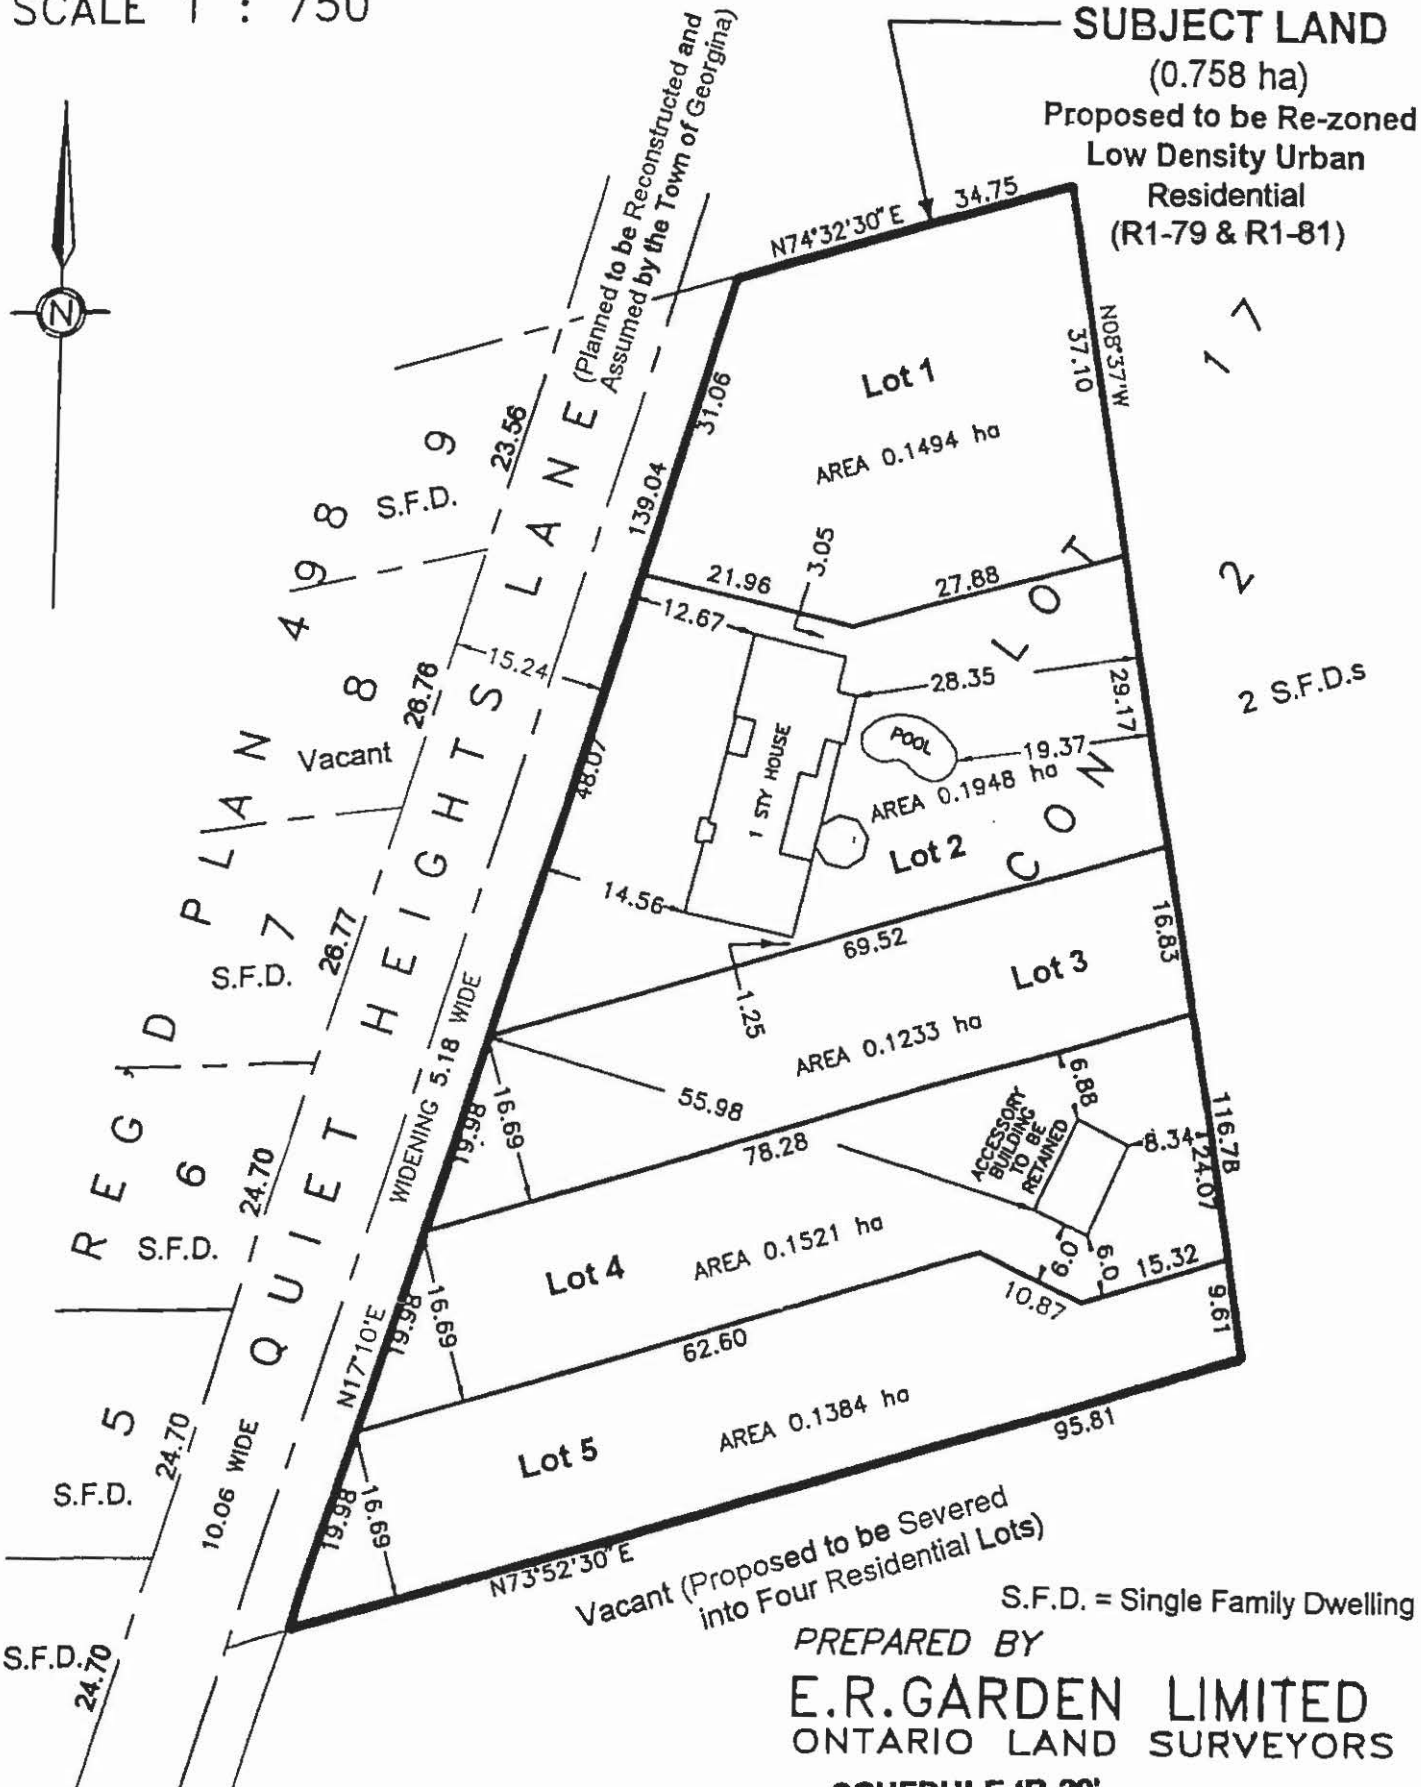 SCALE 1 : 750
SUBJECT LAND
(0.758 ha)
Proposed to be Re-zoned
Low Density Urban
Residential
(R1-79 & R1-81)
N
(Planned to be Reconstructed and
Assumed by the Town of Georgina)
N74°32'30"E
34.75
N08°37'W
37.10
31.06
139.04
Lot 1
AREA 0.1494 ha
LOT 17
CON 2
2 S.F.D.s
3.05
21.96
27.88
12.67
15.24
28.35
29.17
POOL
19.37
1 STY HOUSE
AREA 0.1948 ha
Lot 2
48.07
14.56
69.52
1.25
16.83
Lot 3
AREA 0.1233 ha
55.98
16.69
19.98
78.28
6.88
ACCESSORY
BUILDING
TO BE
RETAINED
8.34
116.78
24.07
Lot 4
AREA 0.1521 ha
6.0
6.0
15.32
10.87
9.61
16.69
19.98
N17°10'E
62.60
Lot 5
AREA 0.1384 ha
95.81
16.69
19.98
N73°52'30"E
QUIET HEIGHTS LANE
WIDENING 5.18 WIDE
10.06 WIDE
REG'D PLAN 498
9
S.F.D.
23.56
8
Vacant
26.76
7
S.F.D.
26.77
6
S.F.D.
24.70
5
S.F.D.
24.70
S.F.D.
24.70
Vacant (Proposed to be Severed
into Four Residential Lots)
S.F.D. = Single Family Dwelling
PREPARED BY
E.R.GARDEN LIMITED
ONTARIO LAND SURVEYORS